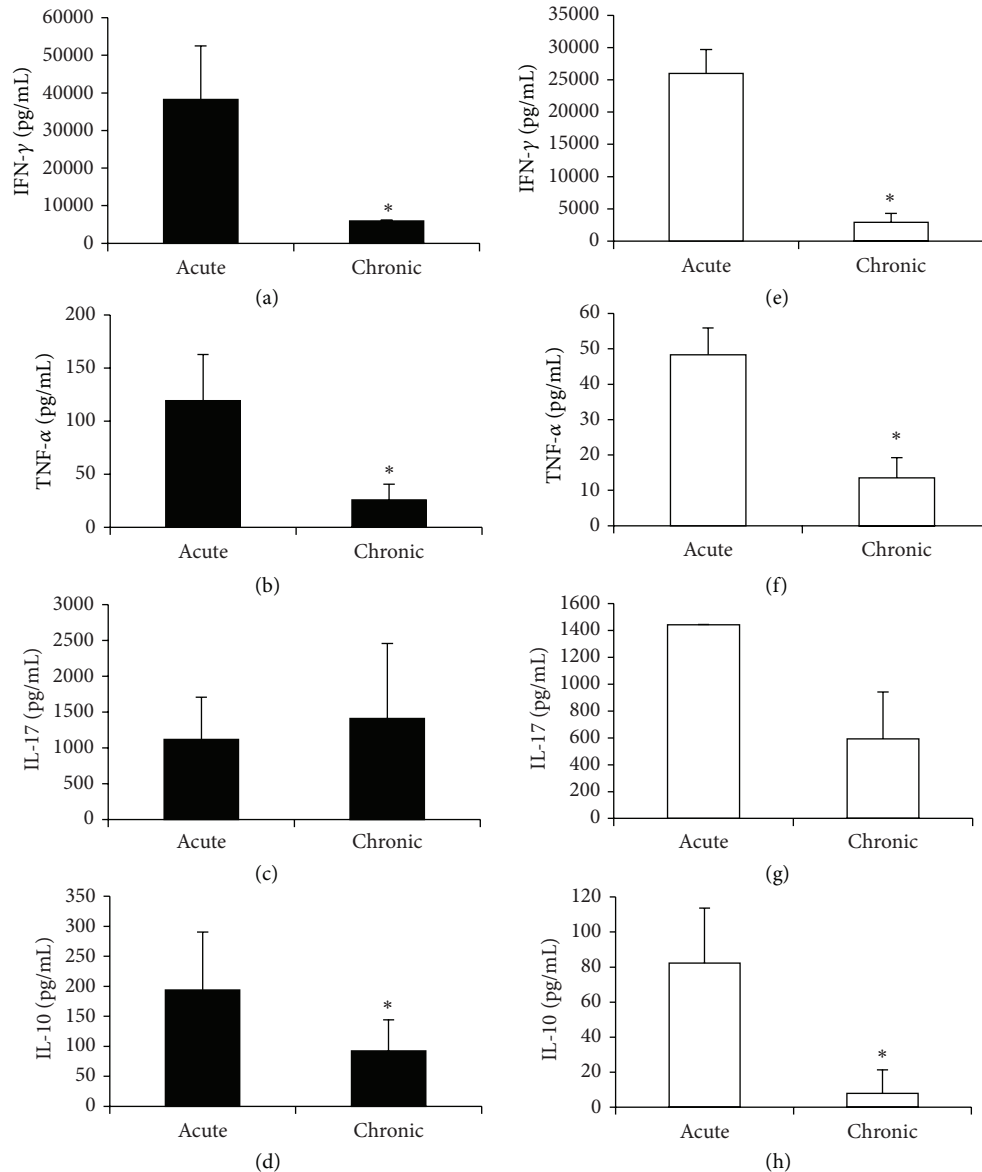 60000
50000
40000
30000
20000
10000
0
IFN-γ (pg/mL)
*
Acute
Chronic
(a)
35000
30000
25000
20000
15000
10000
5000
0
IFN-γ (pg/mL)
*
Acute
Chronic
(e)
200
150
100
50
0
TNF-α (pg/mL)
*
Acute
Chronic
(b)
60
50
40
30
20
10
0
TNF-α (pg/mL)
*
Acute
Chronic
(f)
3000
2500
2000
1500
1000
500
0
IL-17 (pg/mL)
Acute
Chronic
(c)
1600
1400
1200
1000
800
600
400
200
0
IL-17 (pg/mL)
Acute
Chronic
(g)
350
300
250
200
150
100
50
0
IL-10 (pg/mL)
*
Acute
Chronic
(d)
120
100
80
60
40
20
0
IL-10 (pg/mL)
*
Acute
Chronic
(h)